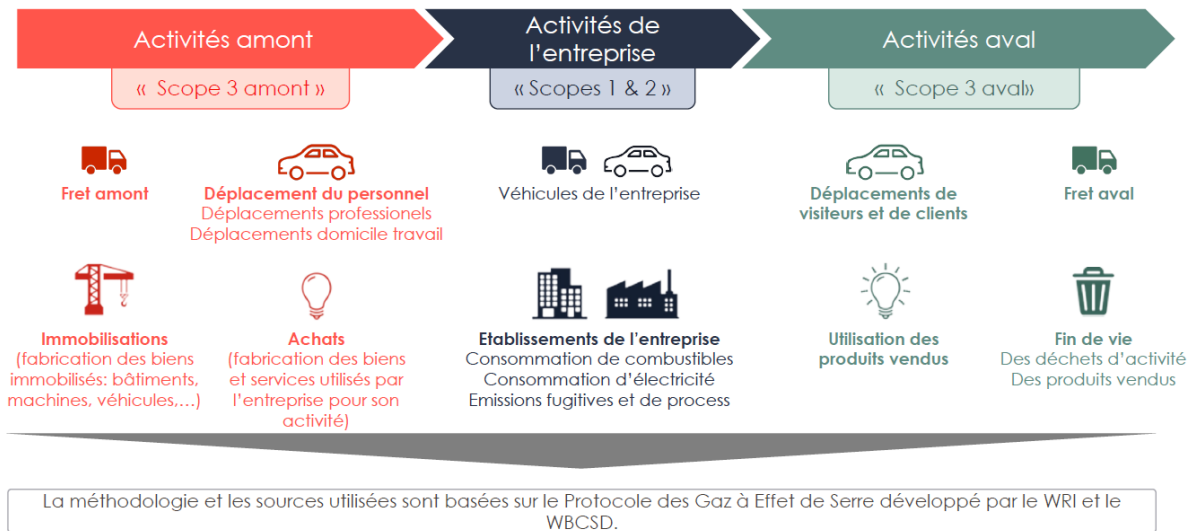 Activités amont
Activités de
l'entreprise
Activités aval
« Scope 3 amont »
« Scopes 1 & 2 »
« Scope 3 aval»
Fret amont
Déplacement du personnel
Déplacements professionels
Déplacements domicile travail
Véhicules de l'entreprise
Déplacements de
visiteurs et de clients
Fret aval
Immobilisations
(fabrication des biens
immobilisés: bâtiments,
machines, véhicules,...)
Achats
(fabrication des biens
et services utilisés par
l'entreprise pour son
activité)
Etablissements de l'entreprise
Consommation de combustibles
Consommation d'électricité
Emissions fugitives et de process
Utilisation des
produits vendus
Fin de vie
Des déchets d'activité
Des produits vendus
La méthodologie et les sources utilisées sont basées sur le Protocole des Gaz à Effet de Serre développé par le WRI et le
WBCSD.